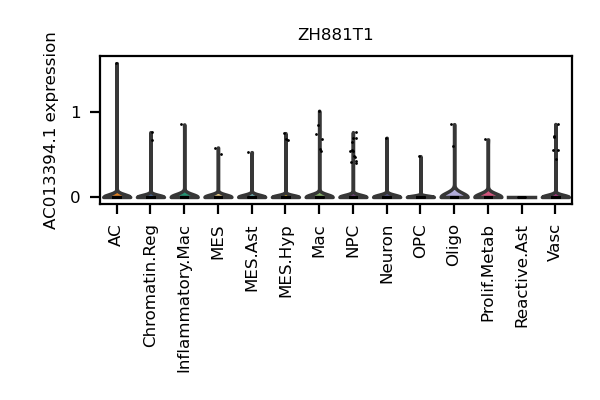 ZH881T1
AC013394.1 expression
1
0
AC
Chromatin.Reg
Inflammatory.Mac
MES
MES.Ast
MES.Hyp
Mac
NPC
Neuron
OPC
Oligo
Prolif.Metab
Reactive.Ast
Vasc